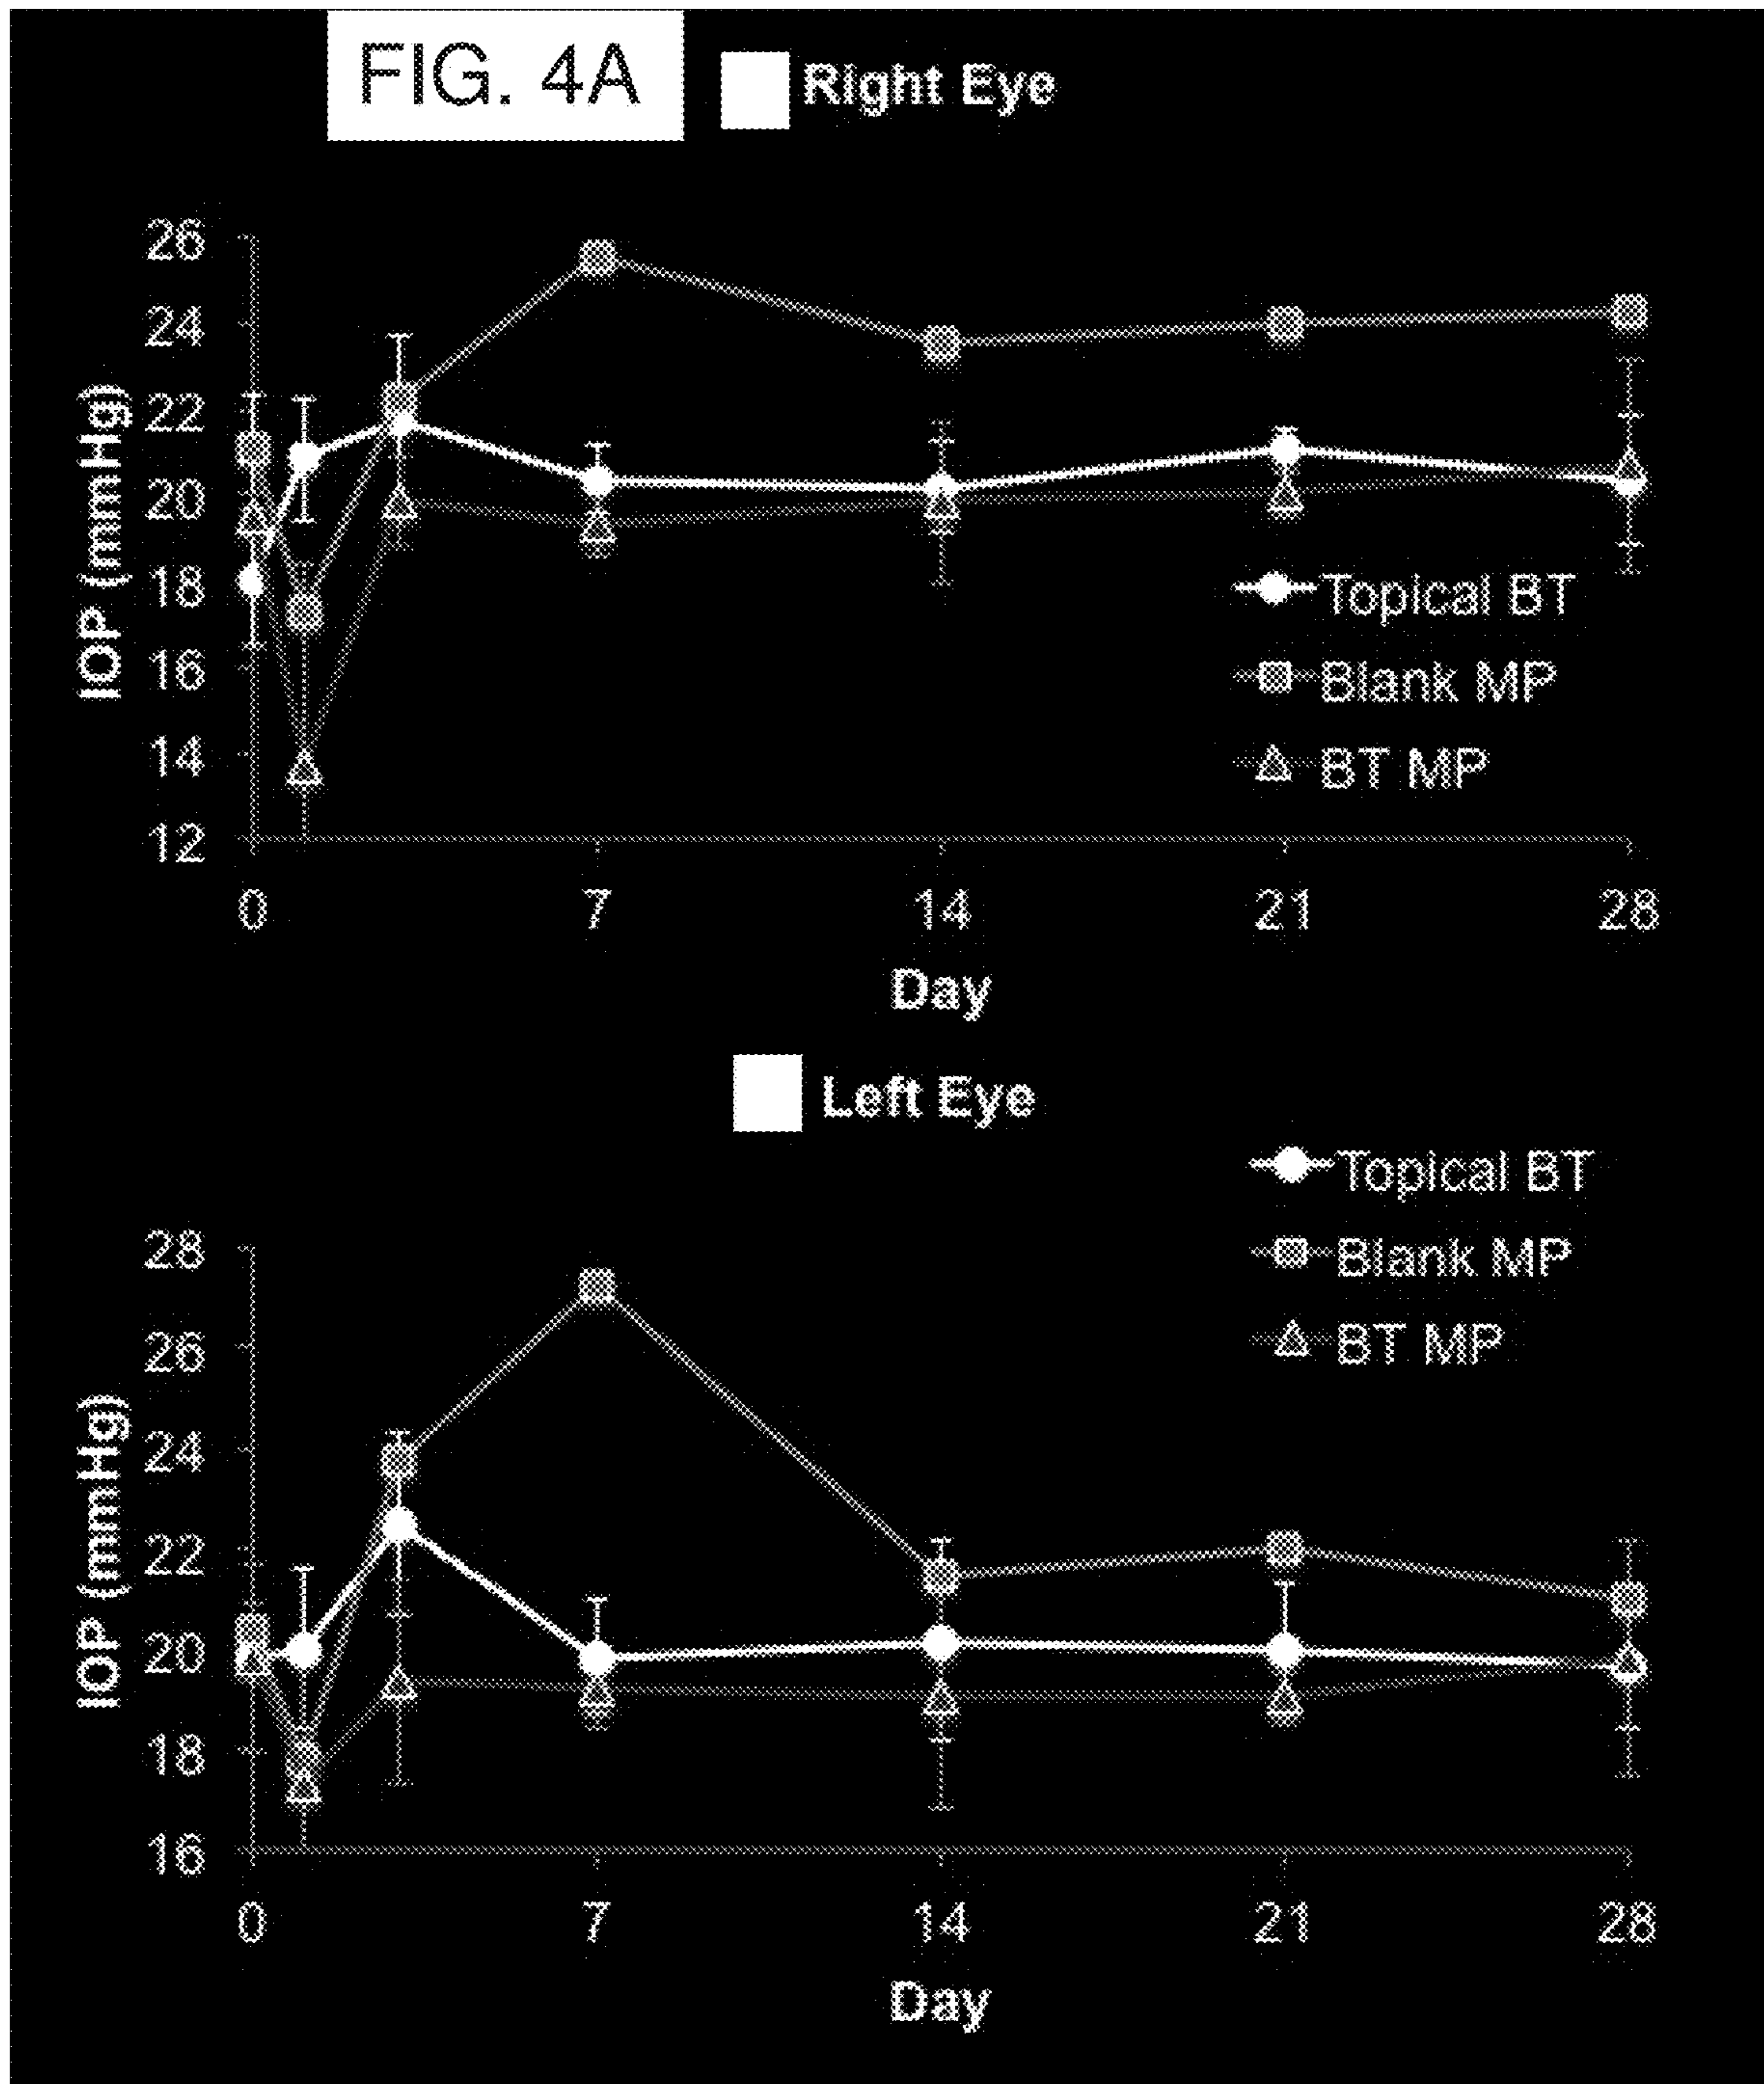 FIG. 4A
Right Eye
26
24
22
20
18
16
14
12
IOP (mmHg)
Topical BT
Blank MP
BT MP
0 7 14 21 28
Day
Left Eye
Topical BT
Blank MP
BT MP
28
26
24
22
20
18
16
IOP (mmHg)
0 7 14 21 28
Day